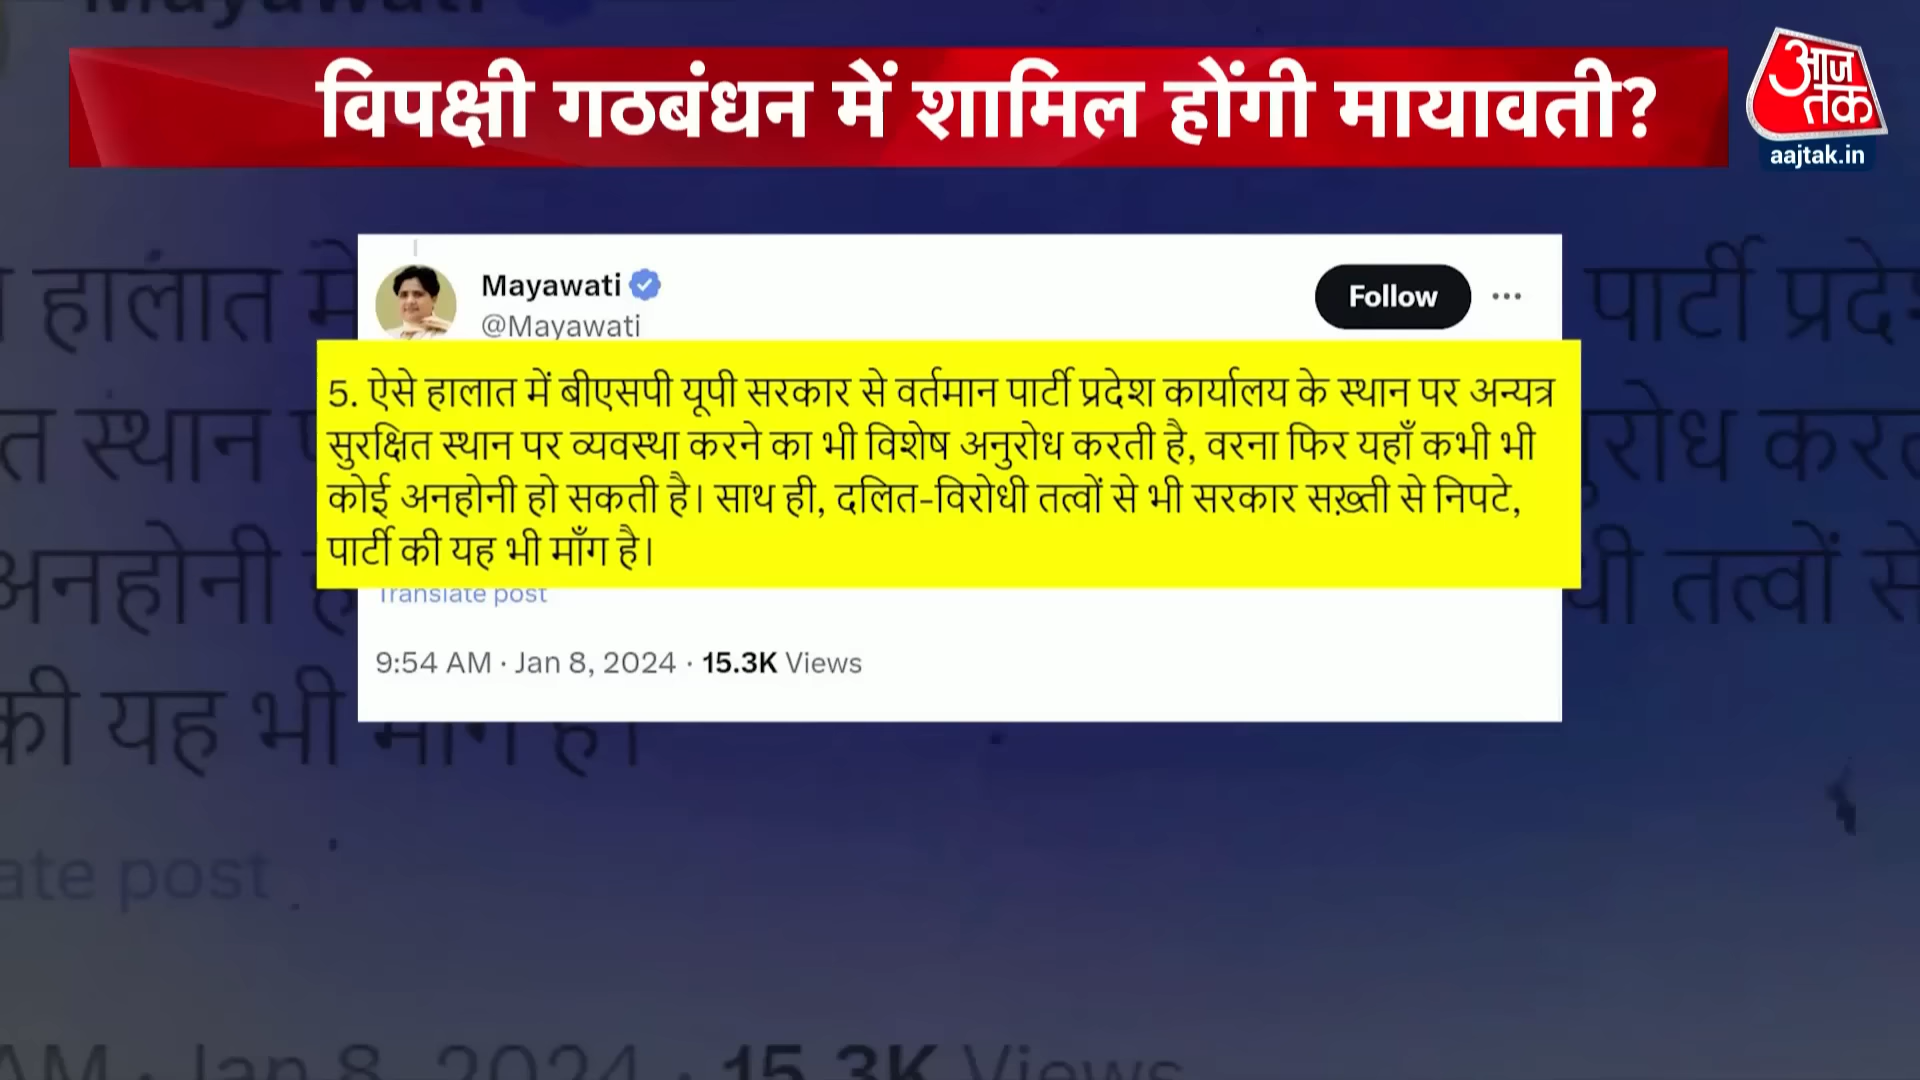 विपक्षी गठबंधन में शामिल होंगी मायावती?
आज
तक
aajtak.in
Mayawati
@Mayawati
Follow
5. ऐसे हालात में बीएसपी यूपी सरकार से वर्तमान पार्टी प्रदेश कार्यालय के स्थान पर अन्यत्र
सुरक्षित स्थान पर व्यवस्था करने का भी विशेष अनुरोध करती है, वरना फिर यहाँ कभी भी
कोई अनहोनी हो सकती है। साथ ही, दलित-विरोधी तत्वों से भी सरकार सख़्ती से निपटे,
पार्टी की यह भी माँग है।
Translate post
9:54 AM · Jan 8, 2024 · 15.3K Views